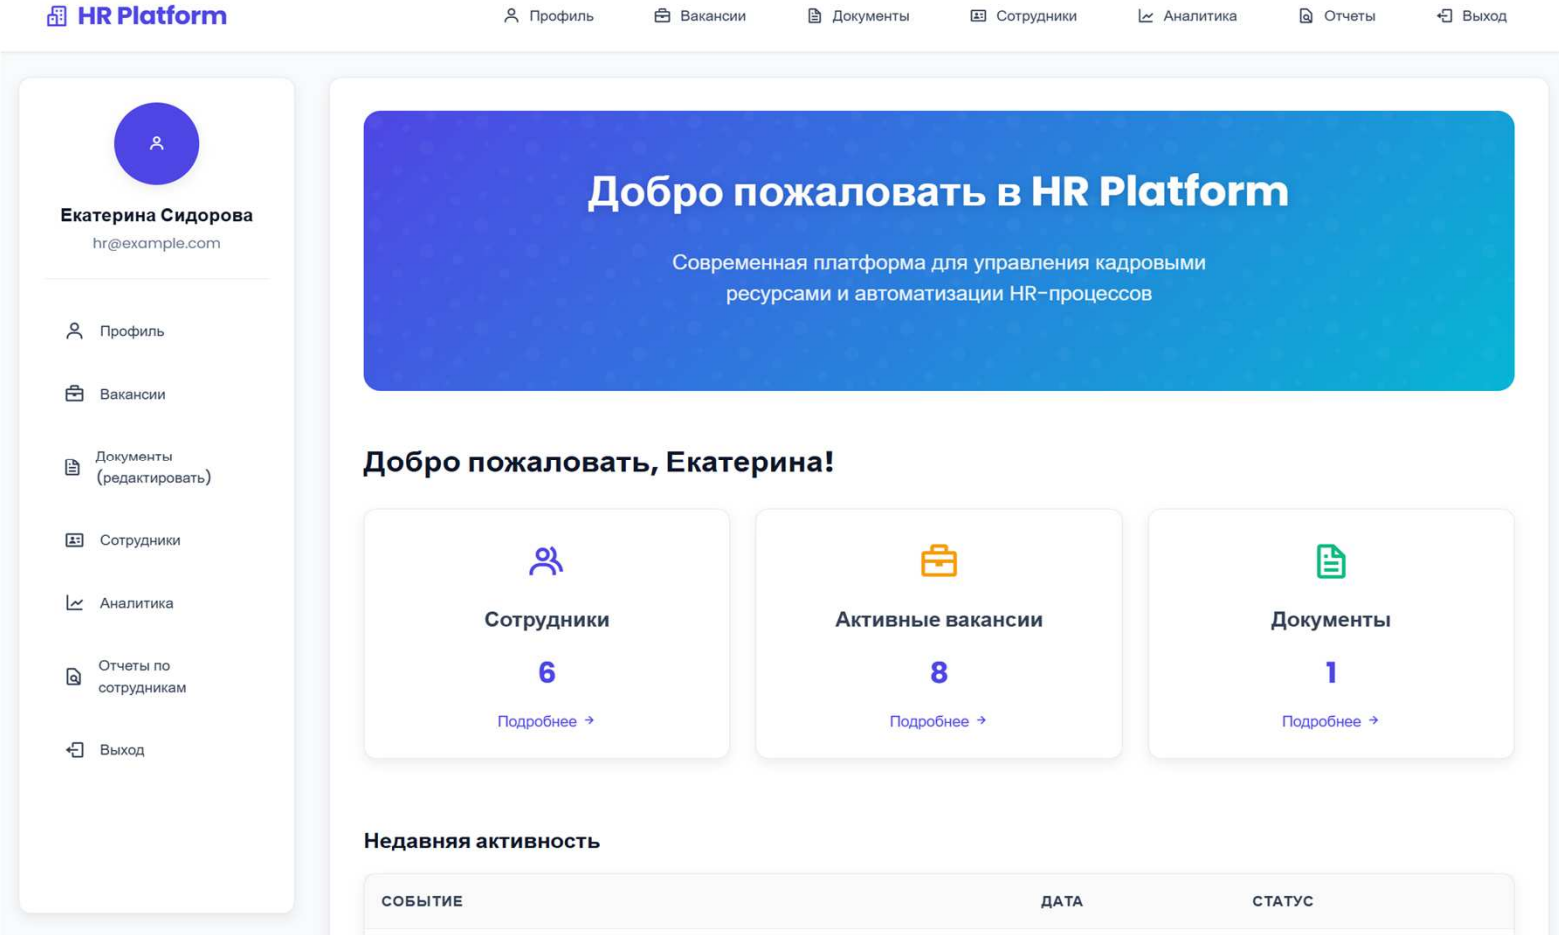 HR Platform
Профиль
Вакансии
Документы
Сотрудники
Аналитика
Отчеты
Выход
Екатерина Сидорова
hr@example.com
Профиль
Вакансии
Документы
(редактировать)
Сотрудники
Аналитика
Отчеты по
сотрудникам
Выход
Добро пожаловать в HR Platform
Современная платформа для управления кадровыми
ресурсами и автоматизации HR-процессов
Добро пожаловать, Екатерина!
Сотрудники
6
Подробнее →
Активные вакансии
8
Подробнее →
Документы
1
Подробнее →
Недавняя активность
СОБЫТИЕ ДАТА СТАТУС